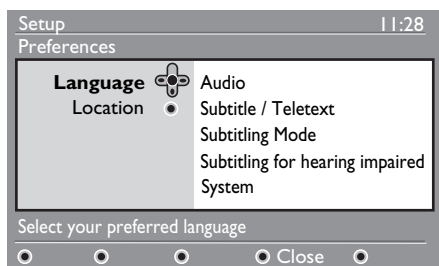 Setup 11:28
Preferences
Language Audio
Location Subtitle / Teletext
Subtitling Mode
Subtitling for hearing impaired
System
Select your preferred language
Close